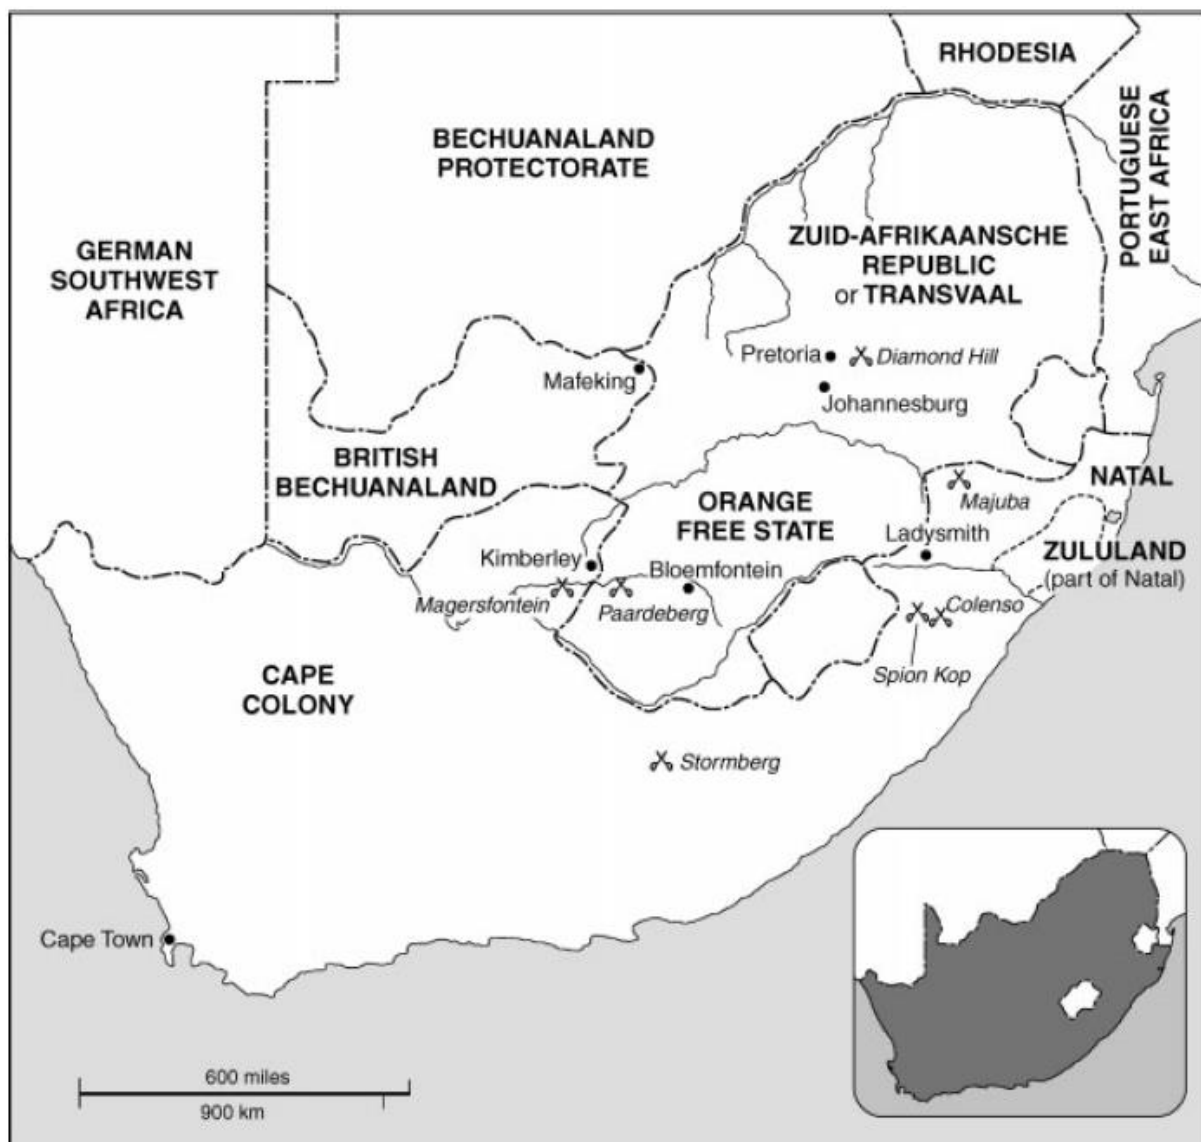 RHODESIA
BECHUANALAND
PROTECTORATE
PORTUGUESE
EAST AFRICA
GERMAN
SOUTHWEST
AFRICA
ZUID-AFRIKAANSCHE
REPUBLIC
or TRANSVAAL
Pretoria
Diamond Hill
Mafeking
Johannesburg
BRITISH
BECHUANALAND
NATAL
Majuba
ORANGE
FREE STATE
Ladysmith
ZULULAND
(part of Natal)
Kimberley
Bloemfontein
Magersfontein
Paardeberg
Colenso
Spion Kop
CAPE
COLONY
Stormberg
Cape Town
600 miles
900 km